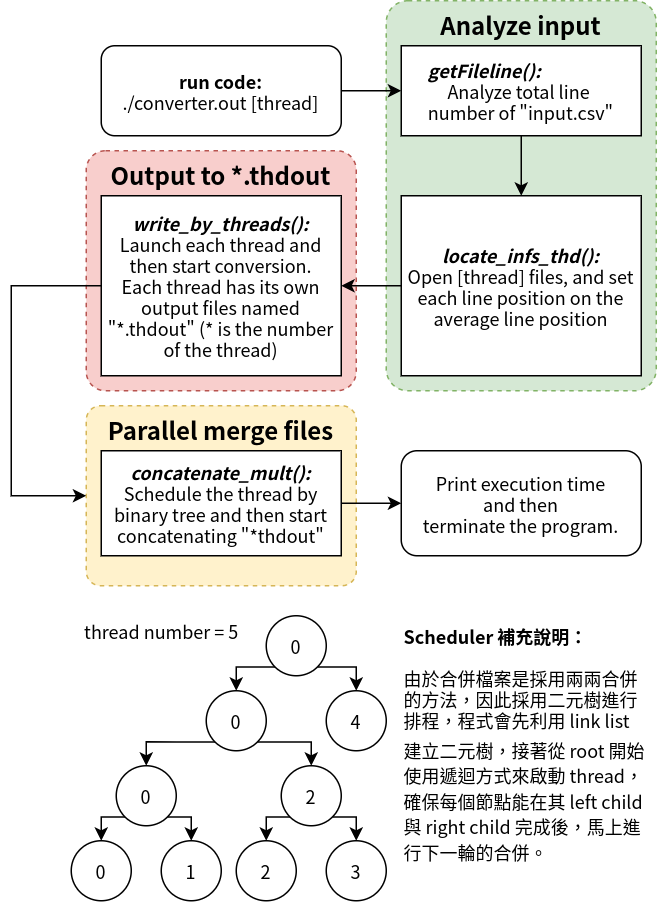 Analyze input
run code:
./converter.out [thread]
getFileline():
Analyze total line
number of "input.csv"
Output to *.thdout
write_by_threads():
Launch each thread and
then start conversion.
Each thread has its own
output files named
"*.thdout" (* is the number
of the thread)
locate_infs_thd():
Open [thread] files, and set
each line position on the
average line position
Parallel merge files
concatenate_mult():
Schedule the thread by
binary tree and then start
concatenating "*thdout"
Print execution time
and then
terminate the program.
thread number = 5
0
0
4
0
2
0
1
2
3
Scheduler 補充說明：
由於合併檔案是採用兩兩合併
的方法，因此採用二元樹進行
排程，程式會先利用 link list
建立二元樹，接著從 root 開始
使用遞迴方式來啟動 thread，
確保每個節點能在其 left child
與 right child 完成後，馬上進
行下一輪的合併。